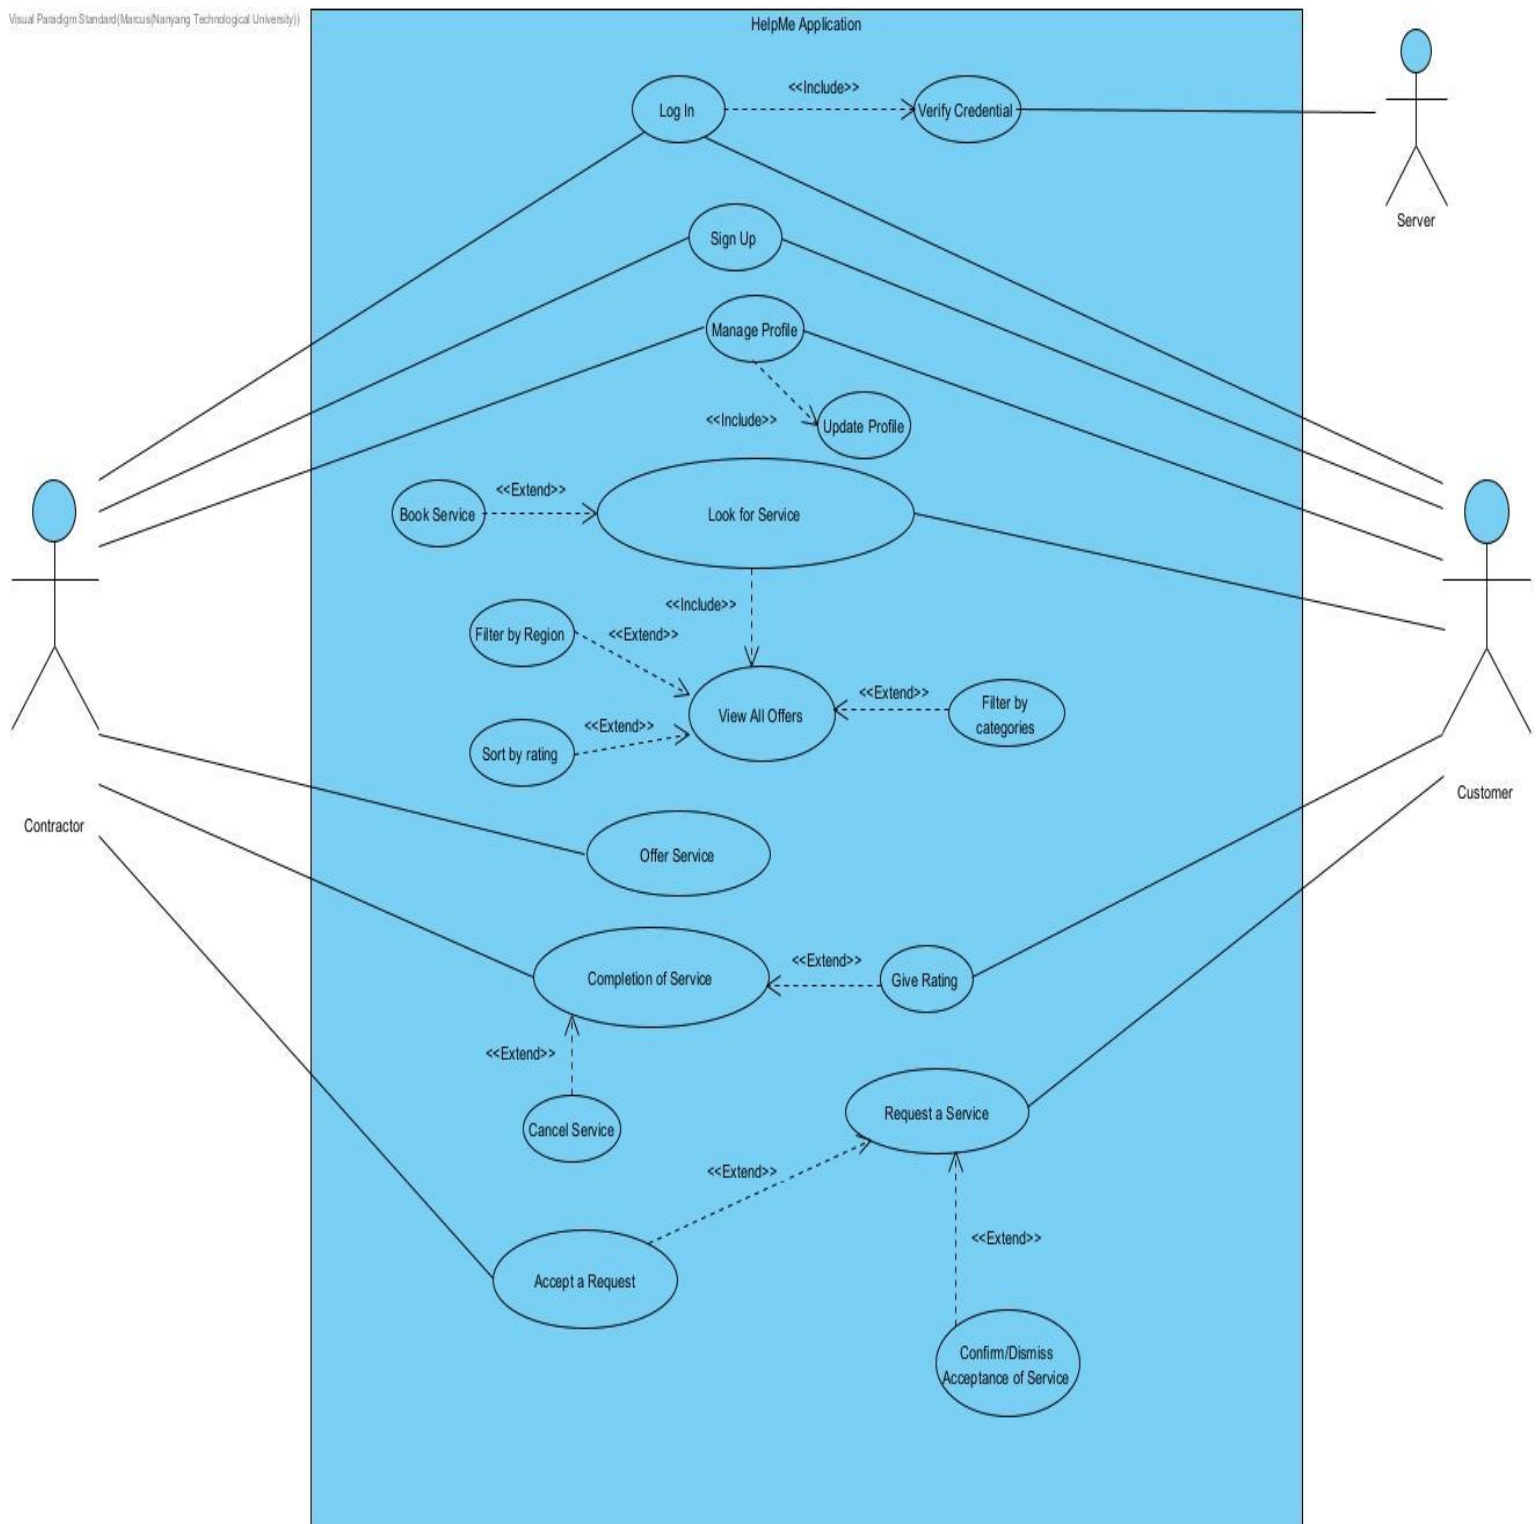 Visual Paradigm Standard(Marcus(Nanyang Technological University))
HelpMe Application
Log In
<<Include>>
Verify Credential
Server
Sign Up
Manage Profile
<<Include>>
Update Profile
Book Service
<<Extend>>
Look for Service
<<Include>>
Filter by Region
<<Extend>>
View All Offers
<<Extend>>
Filter by
categories
Sort by rating
<<Extend>>
Contractor
Customer
Offer Service
Completion of Service
<<Extend>>
Give Rating
<<Extend>>
Cancel Service
Request a Service
<<Extend>>
Accept a Request
<<Extend>>
Confirm/Dismiss
Acceptance of Service